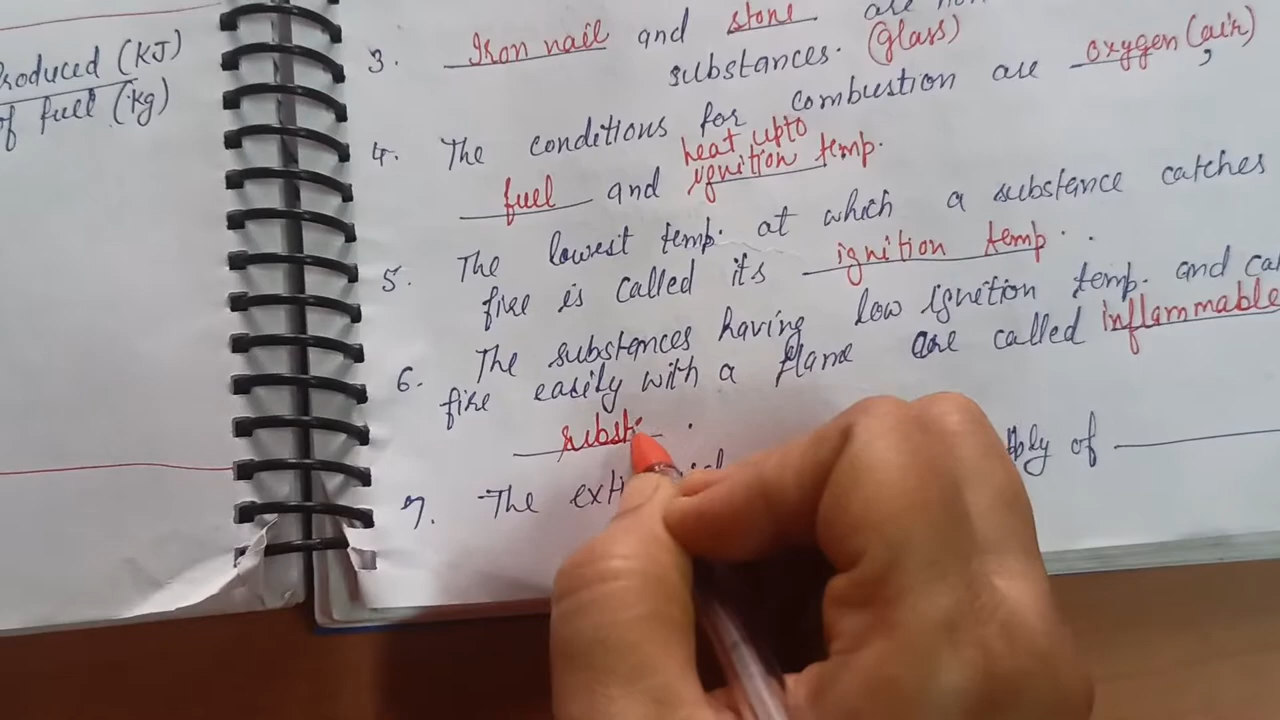 roduced (KJ)
of fuel (kg)
3. Iron nail and stone are
substances. (glass)
4. The conditions for combustion are oxygen (air),
heat upto
fuel and ignition temp.
5. The lowest temp. at which a substance catches
fire is called its ignition temp.
6. The substances having low ignition temp. and
fire easily with a flame are called inflammable
subst
7. The of